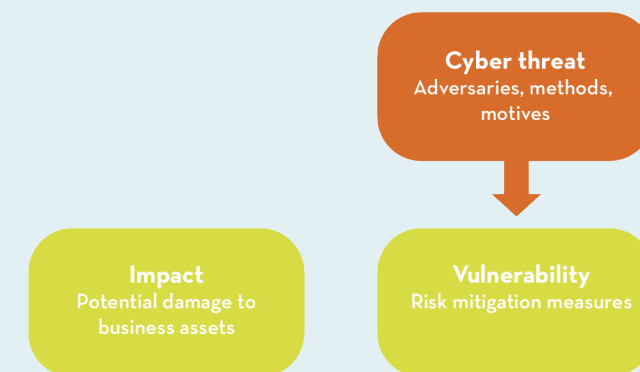 Cyber threat
Adversaries, methods,
motives
Impact
Potential damage to
business assets
Vulnerability
Risk mitigation measures